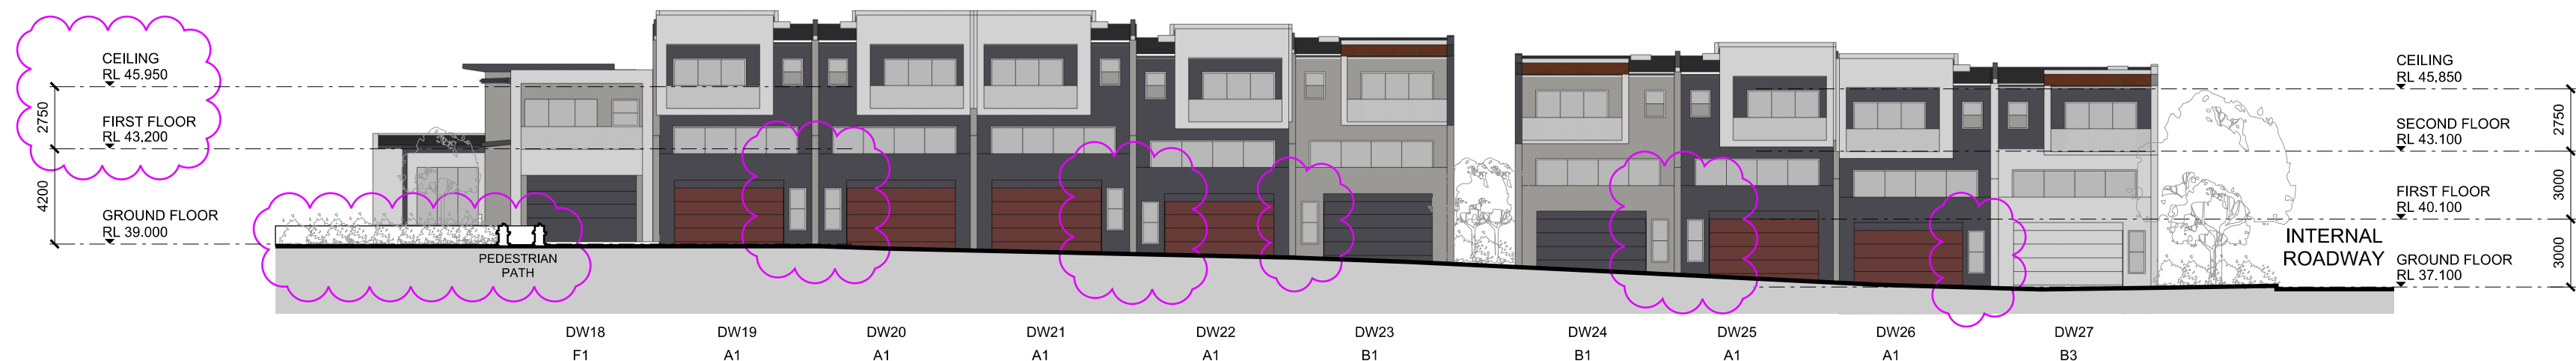 CEILING
RL 45.950
2750
FIRST FLOOR
RL 43,200
4200
GROUND FLOOR
RL 39.000
PEDESTRIAN
PATH
CEILING
RL 45,850
2750
SECOND FLOOR
RL 43.100
3000
FIRST FLOOR
RL 40.100
3000
INTERNAL
ROADWAY
GROUND FLOOR
RL 37.100
DW18 DW19 DW20 DW21 DW22 DW23 DW24 DW25 DW26 DW27
F1 A1 A1 A1 A1 B1 B1 A1 A1 B3